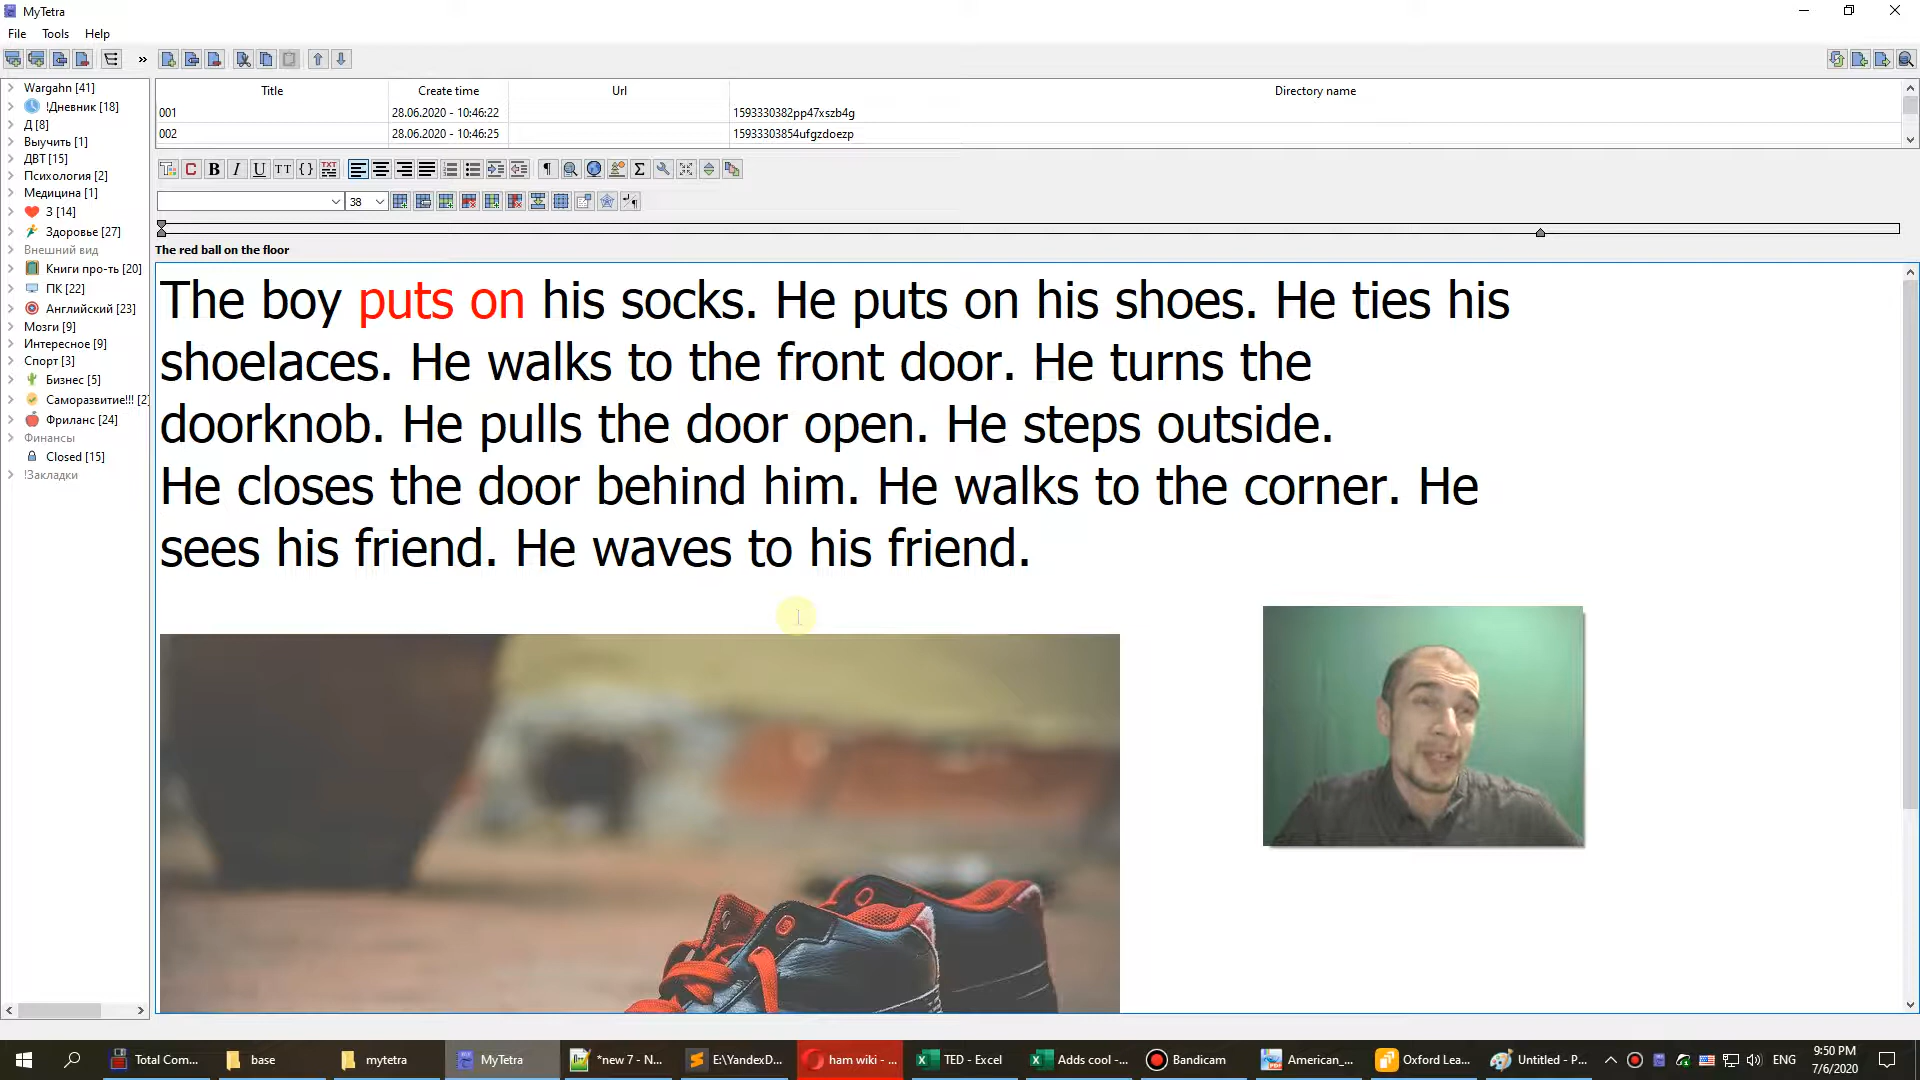 MyTetra
File Tools Help
»
Wargahn [41]
!Дневник [18]
Д [8]
Выучить [1]
ДВТ [15]
Психология [2]
Медицина [1]
З [14]
Здоровье [27]
Внешний вид
Книги про-ть [20]
ПК [22]
Английский [23]
Мозги [9]
Интересное [9]
Спорт [3]
Бизнес [5]
Саморазвитие!!! [2
Фриланс [24]
Финансы
Closed [15]
!Закладки
Title Create time Url Directory name
001 28.06.2020 - 10:46:22 1593330382pp47xszb4g
002 28.06.2020 - 10:46:25 15933303854ufgzdoezp
C B I U TT { } TXT ¶ Σ
38
The red ball on the floor
The boy puts on his socks. He puts on his shoes. He ties his
shoelaces. He walks to the front door. He turns the
doorknob. He pulls the door open. He steps outside.
He closes the door behind him. He walks to the corner. He
sees his friend. He waves to his friend.
Total Com... base mytetra MyTetra *new 7 - N... E:\YandexD... ham wiki - ... TED - Excel Adds cool -... Bandicam American_... Oxford Lea... Untitled - P... ENG 9:50 PM
7/6/2020